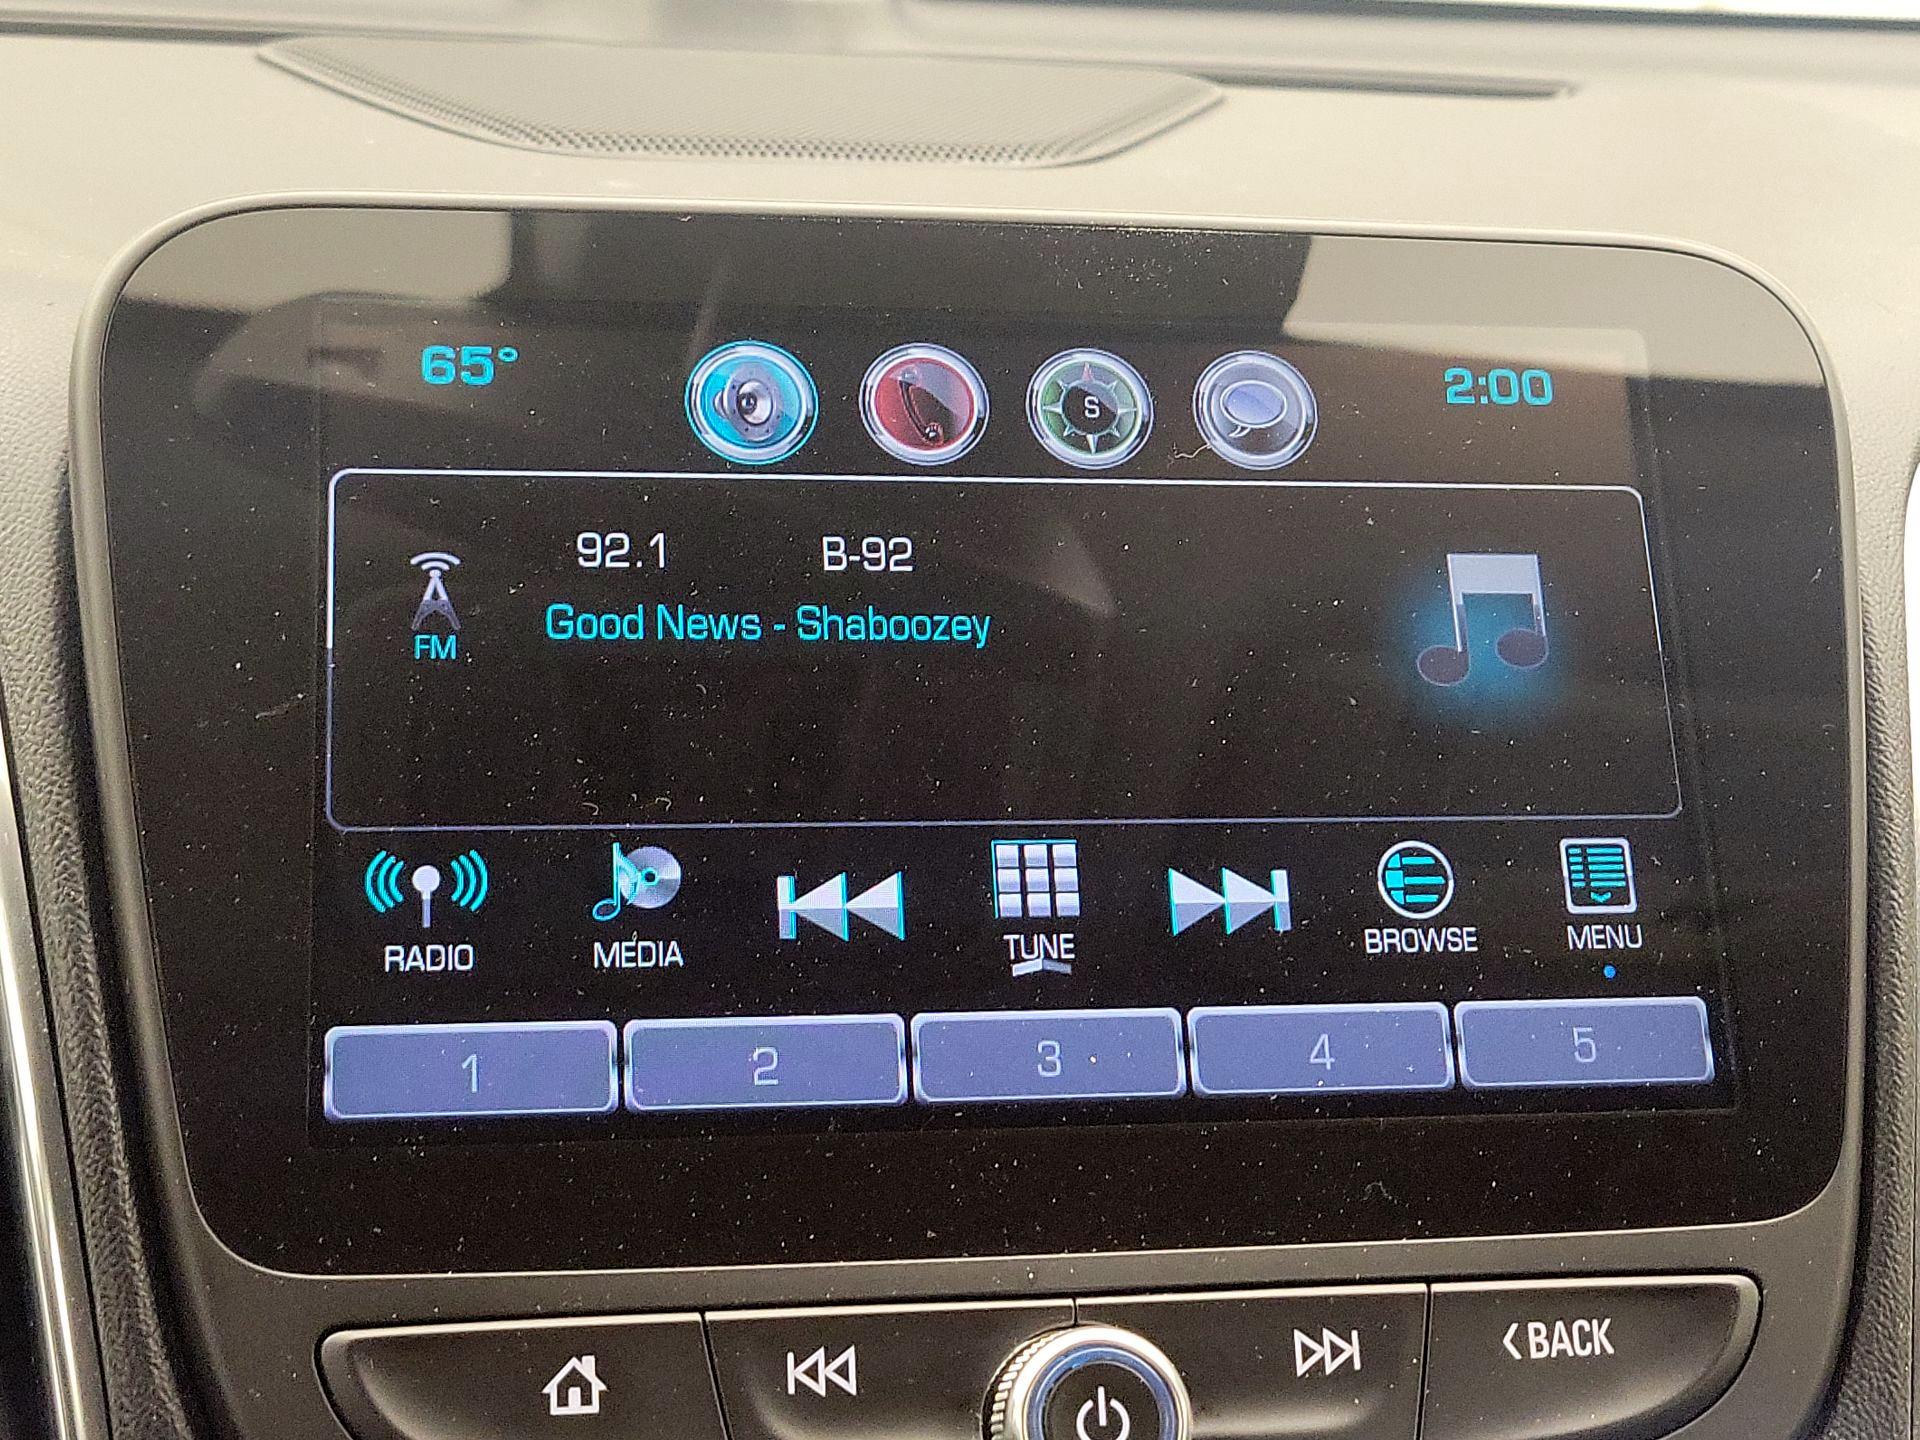 65°
S
2:00
92.1 B-92
FM
Good News - Shaboozey
RADIO
MEDIA
TUNE
BROWSE
MENU
1 2 3 4 5
<BACK